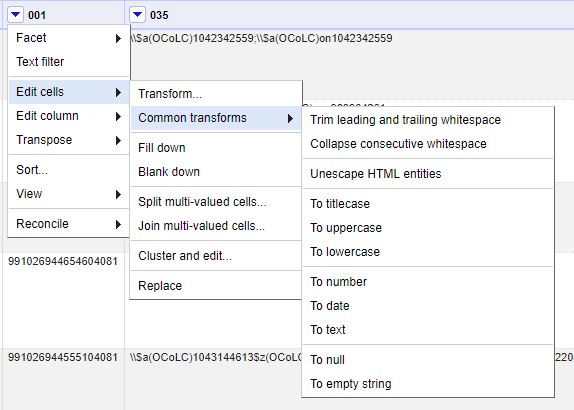 001 035
Facet
\\$a(OCoLC)1042342559;\\$a(OCoLC)on1042342559
Text filter
Edit cells
Edit column
Transpose
Sort...
View
Reconcile
Transform...
Common transforms
Fill down
Blank down
Split multi-valued cells...
Join multi-valued cells...
Cluster and edit...
Replace
Trim leading and trailing whitespace
Collapse consecutive whitespace
Unescape HTML entities
To titlecase
To uppercase
To lowercase
To number
To date
To text
To null
To empty string
991026944654604081
991026944555104081 \\$a(OCoLC)1043144613$z(OCoL 220